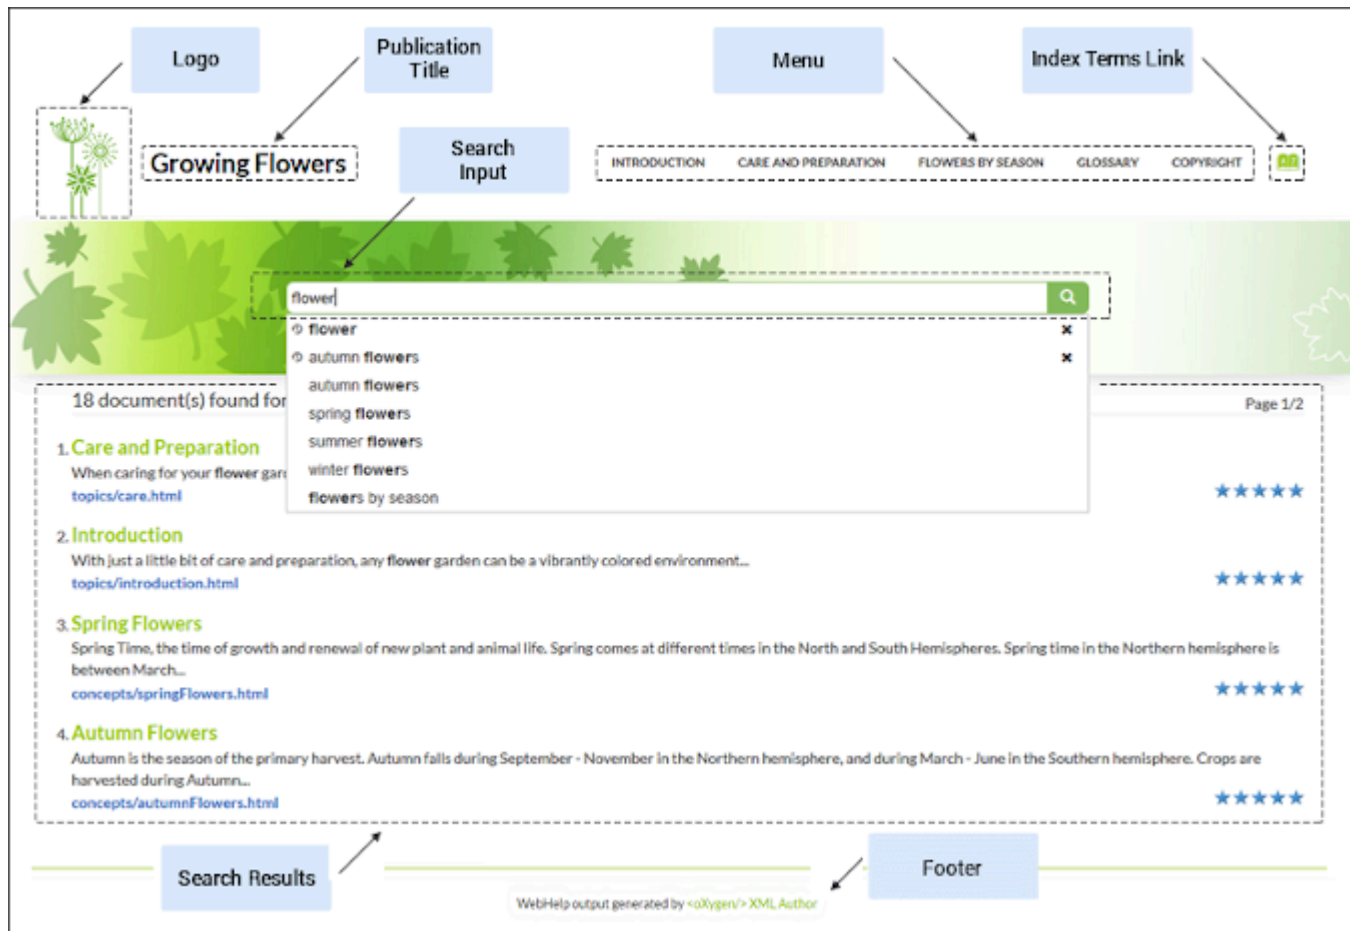 Logo
Publication
Title
Menu
Index Terms Link
Search
Input
Growing Flowers
INTRODUCTION CARE AND PREPARATION FLOWERS BY SEASON GLOSSARY COPYRIGHT
flower
flower
autumn flowers
autumn flowers
spring flowers
summer flowers
winter flowers
flowers by season
18 document(s) found for
Page 1/2
1. Care and Preparation
When caring for your flower
topics/care.html
2. Introduction
With just a little bit of care and preparation, any flower garden can be a vibrantly colored environment...
topics/introduction.html
3. Spring Flowers
Spring Time, the time of growth and renewal of new plant and animal life. Spring comes at different times in the North and South Hemispheres. Spring time in the Northern hemisphere is
between March...
concepts/springFlowers.html
4. Autumn Flowers
Autumn is the season of the primary harvest. Autumn falls during September - November in the Northern hemisphere, and during March - June in the Southern hemisphere. Crops are
harvested during Autumn...
concepts/autumnFlowers.html
Search Results
Footer
WebHelp output generated by <oXygen/> XML Author